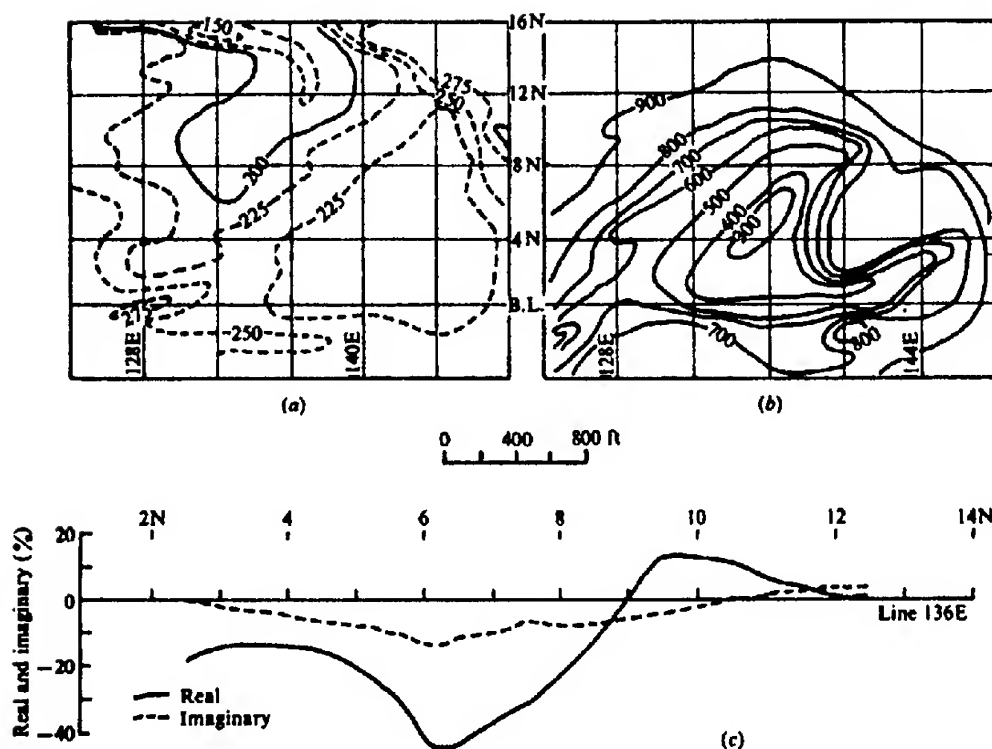 150
275
250
200
225
225
275
250
128E
140E
16N
12N
8N
4N
B.L.
900
800
700
600
500
400
300
700
800
128E
144E
(a)
(b)
0 400 800 ft
2N 4 6 8 10 12 14N
20
0
−20
−40
Real and imaginary (%)
Line 136E
Real
Imaginary
(c)